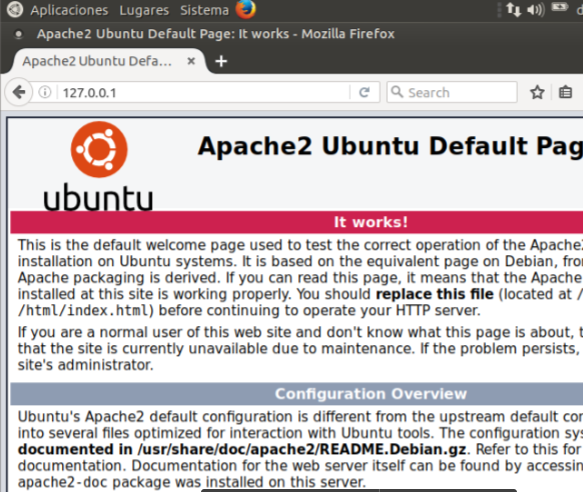 Aplicaciones Lugares Sistema
Apache2 Ubuntu Default Page: It works - Mozilla Firefox
Apache2 Ubuntu Defa...
127.0.0.1
Search
ubuntu
Apache2 Ubuntu Default Pag
It works!
This is the default welcome page used to test the correct operation of the Apache2
installation on Ubuntu systems. It is based on the equivalent page on Debian, fro
Apache packaging is derived. If you can read this page, it means that the Apache
installed at this site is working properly. You should replace this file (located at /
/html/index.html) before continuing to operate your HTTP server.
If you are a normal user of this web site and don't know what this page is about, t
that the site is currently unavailable due to maintenance. If the problem persists,
site's administrator.
Configuration Overview
Ubuntu's Apache2 default configuration is different from the upstream default con
into several files optimized for interaction with Ubuntu tools. The configuration sys
documented in /usr/share/doc/apache2/README.Debian.gz. Refer to this for
documentation. Documentation for the web server itself can be found by accessin
apache2-doc package was installed on this server.